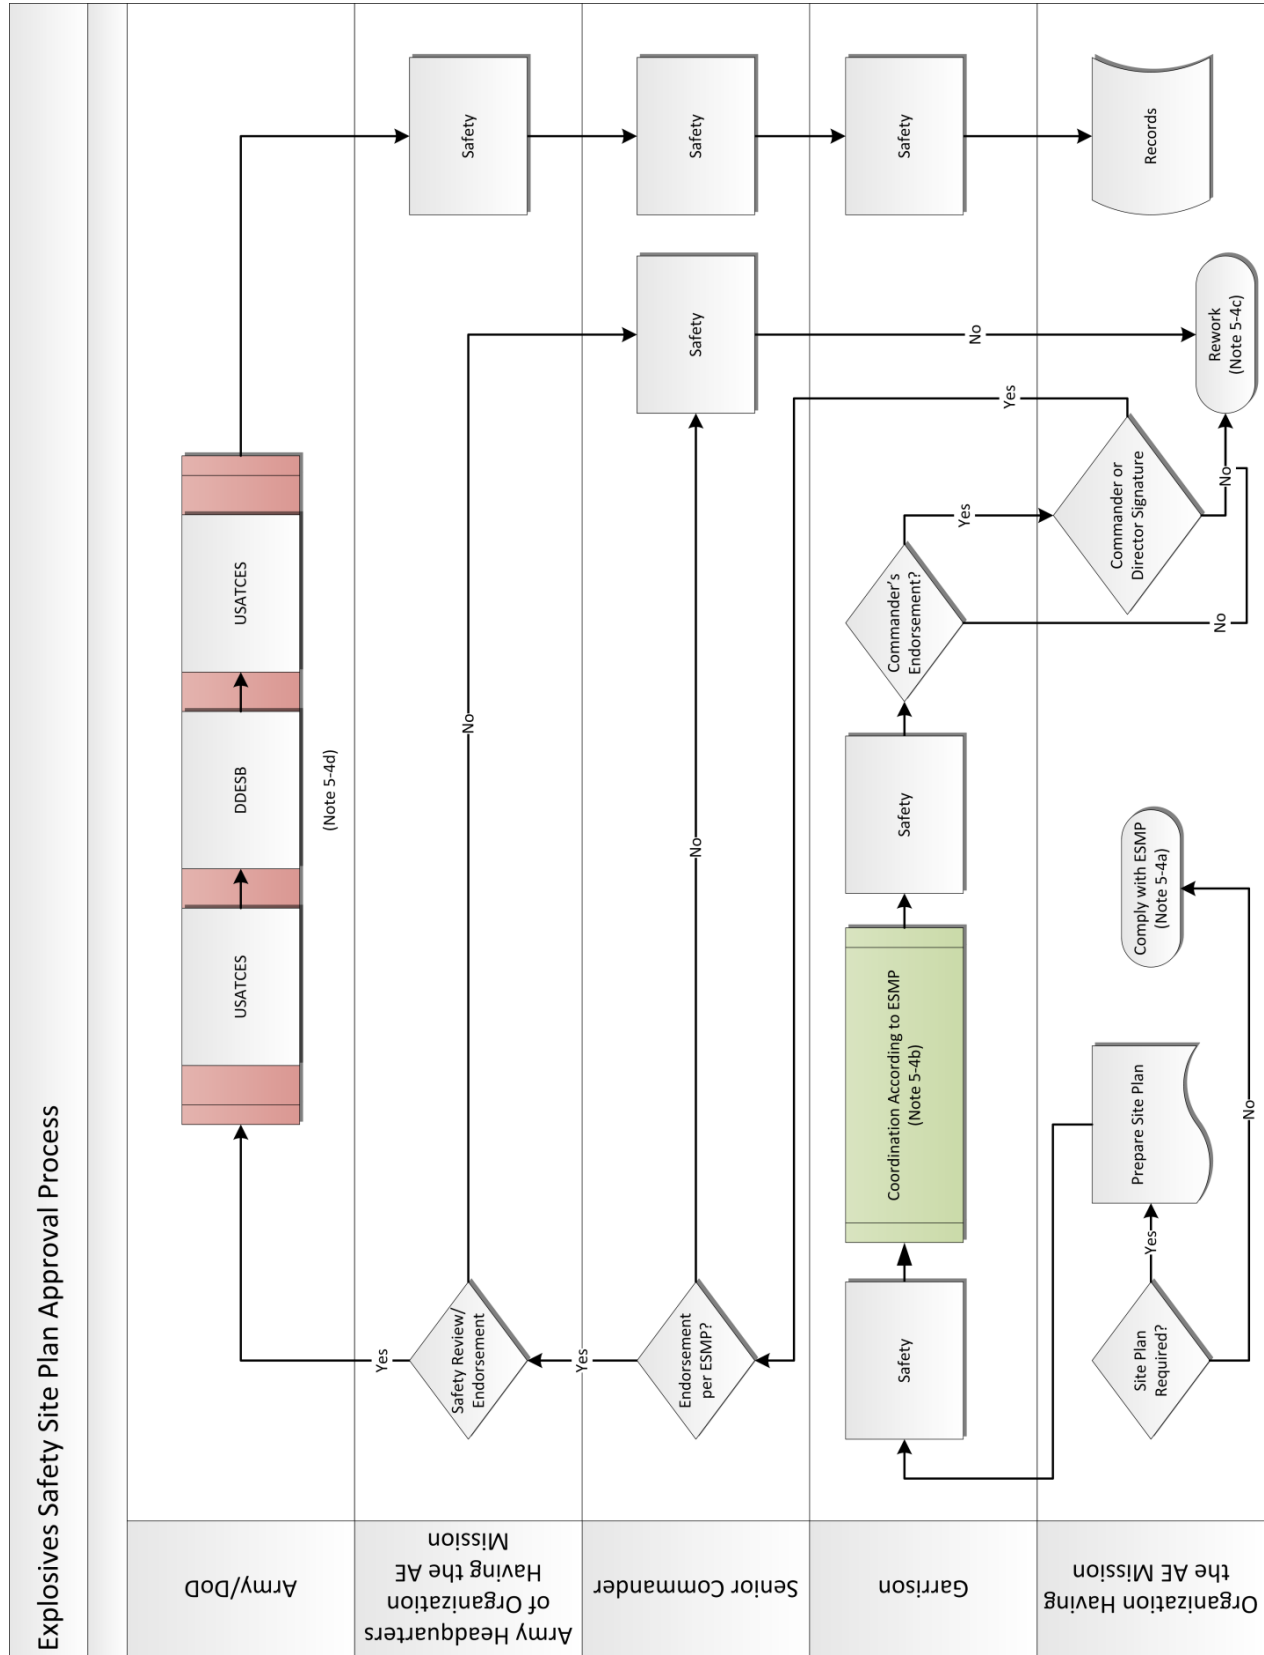 Explosives Safety Site Plan Approval Process
Army/DoD
USATCES
DDESB
USATCES
(Note 5-4d)
Army Headquarters
of Organization
Having the AE
Mission
Safety Review/
Endorsement
Yes
No
Safety
Senior Commander
Endorsement
per ESMP?
Yes
No
Safety
Safety
Garrison
Safety
Coordination According to ESMP
(Note 5-4b)
Safety
Commander's
Endorsement?
Yes
Yes
No
Safety
Organization Having
the AE Mission
Site Plan
Required?
Yes
Prepare Site Plan
No
Comply with ESMP
(Note 5-4a)
No
Commander or
Director Signature
No
Rework
(Note 5-4c)
Records